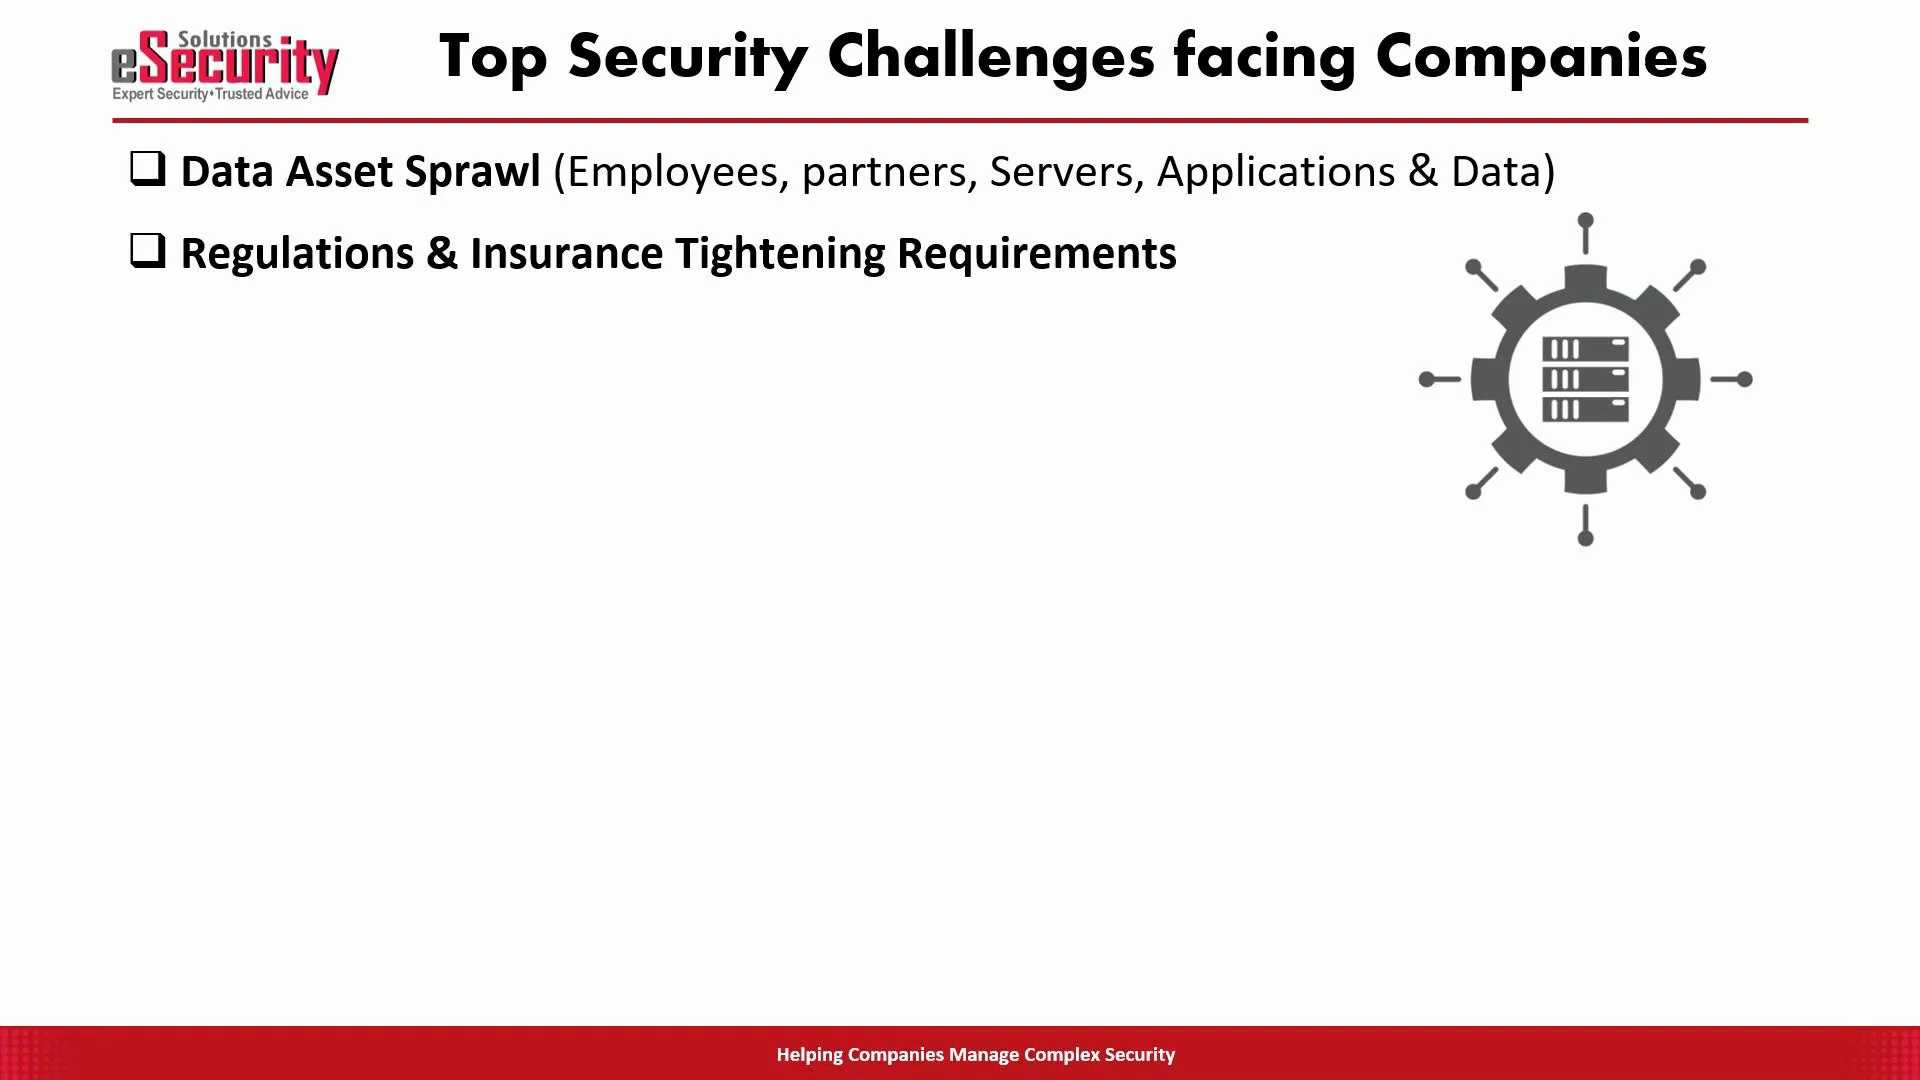 Solutions
eSecurity
Expert Security•Trusted Advice
Top Security Challenges facing Companies
❑ Data Asset Sprawl (Employees, partners, Servers, Applications & Data)
❑ Regulations & Insurance Tightening Requirements
Helping Companies Manage Complex Security